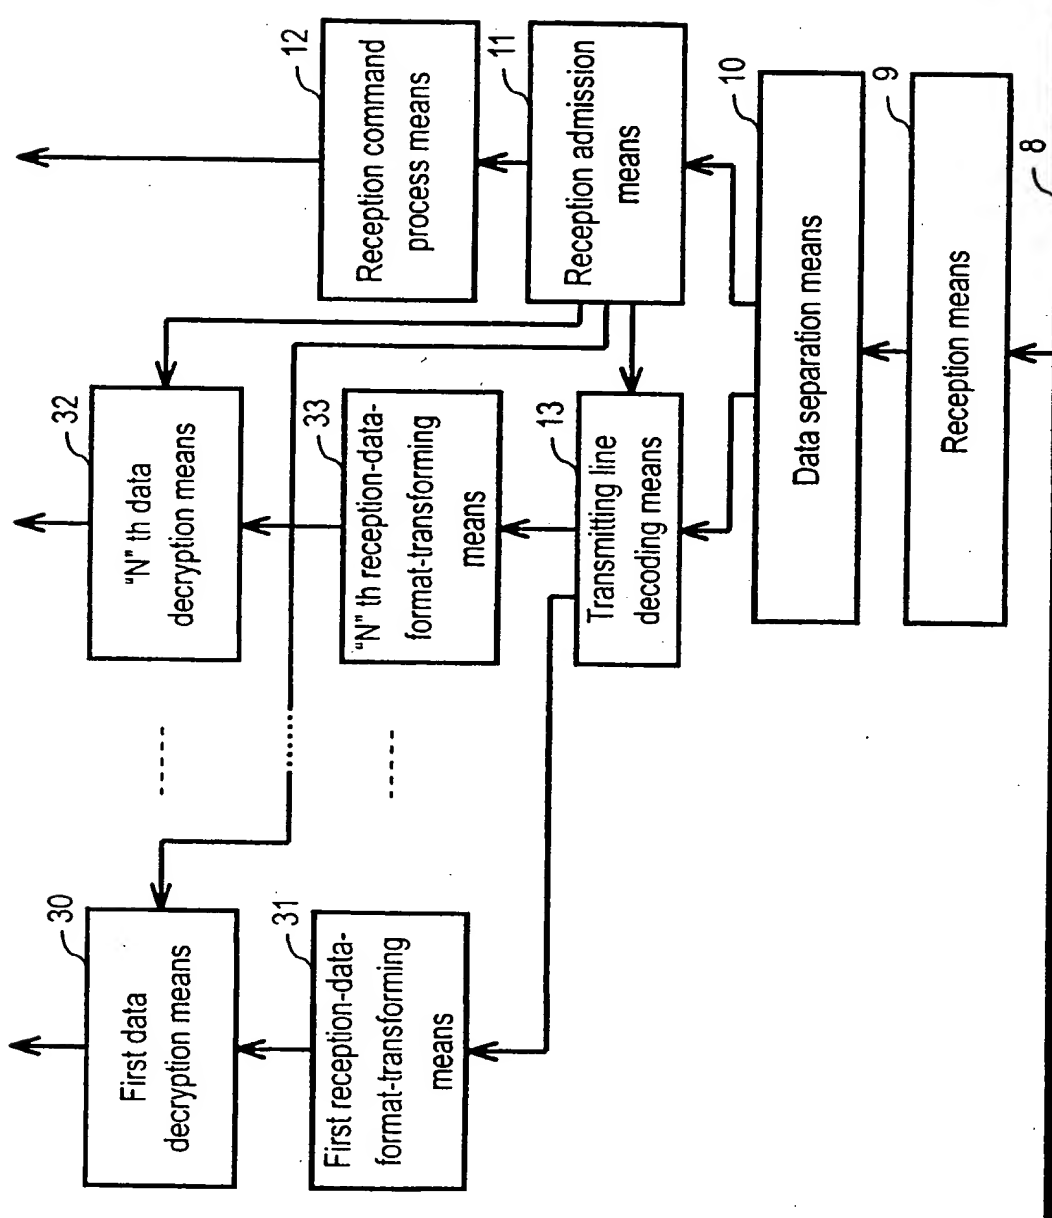 30
First data
decryption means
31
First reception-data-
format-transforming
means
32
"N" th data
decryption means
33
"N" th reception-data-
format-transforming
means
13
Transmitting line
decoding means
12
Reception command
process means
11
Reception admission
means
10
Data separation means
9
Reception means
8